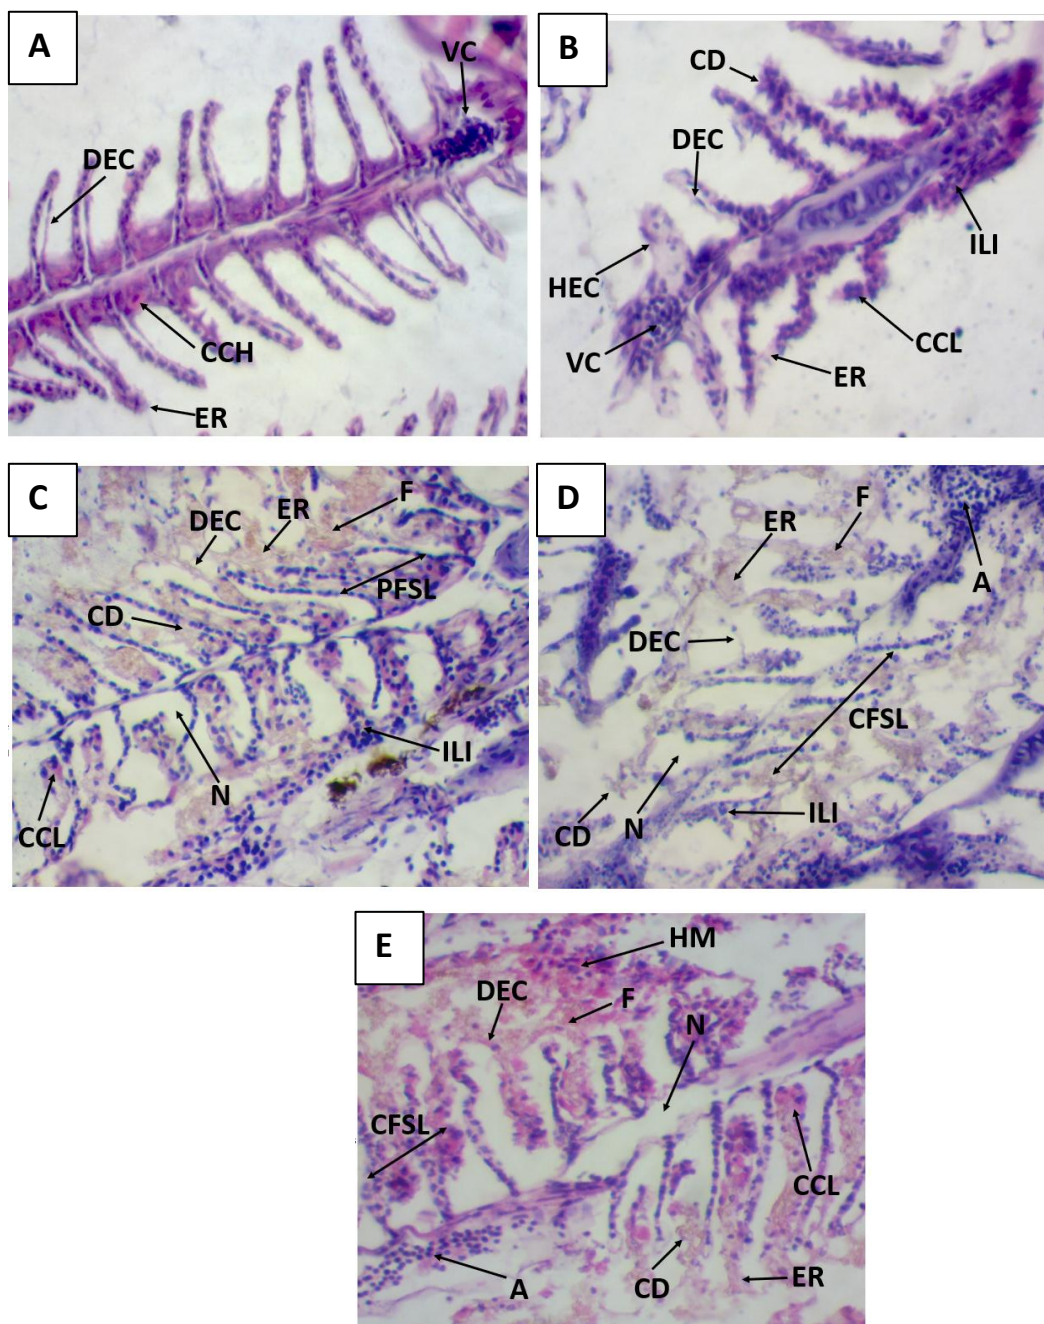 A
VC
DEC
CCH
ER
B
CD
DEC
HEC
VC
ILI
CCL
ER
C
F
ER
DEC
PFSL
CD
ILI
N
CCL
D
F
ER
A
DEC
CFSL
ILI
CD
N
E
HM
DEC
F
N
CFSL
CCL
A
CD
ER